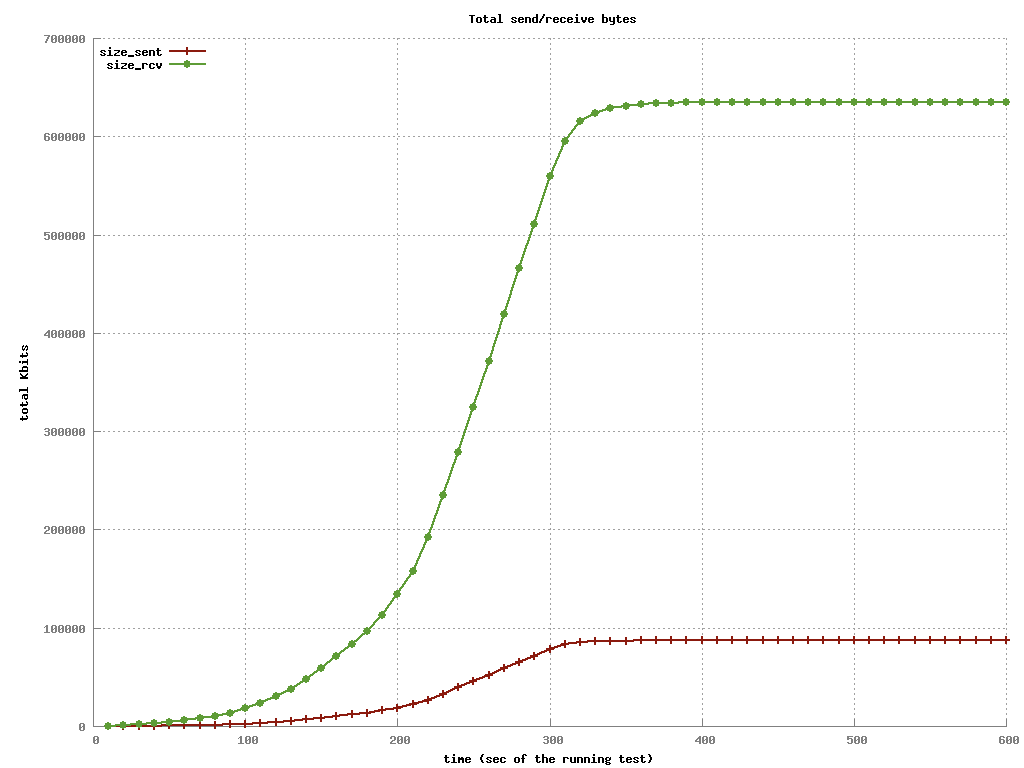 Total send/receive bytes
700000
size_sent
size_rcv
600000
500000
400000
total Kbits
300000
200000
100000
0
0 100 200 300 400 500 600
time (sec of the running test)